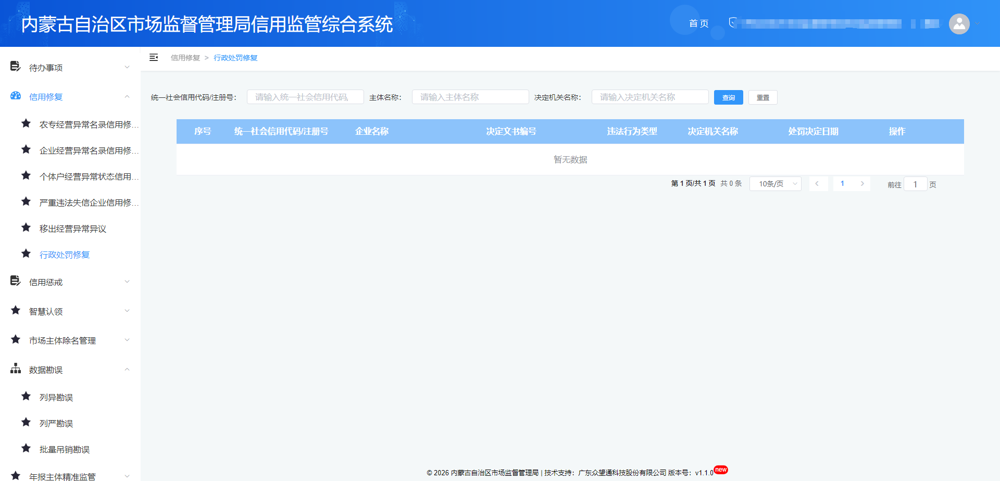 内蒙古自治区市场监督管理局信用监管综合系统
首页
待办事项
信用修复
农专经营异常名录信用修...
企业经营异常名录信用修...
个体户经营异常状态信用...
严重违法失信企业信用修...
移出经营异常异议
行政处罚修复
信用惩戒
智慧认领
市场主体除名管理
数据勘误
列异勘误
列严勘误
批量吊销勘误
年报主体精准监管
信用修复 > 行政处罚修复
统一社会信用代码/注册号： 请输入统一社会信用代码, 主体名称： 请输入主体名称 决定机关名称： 请输入决定机关名称 查询 重置
序号 统一社会信用代码/注册号 企业名称 决定文书编号 违法行为类型 决定机关名称 处罚决定日期 操作
暂无数据
第 1 页/共 1 页 共 0 条 10条/页 < 1 > 前往 1 页
© 2026 内蒙古自治区市场监督管理局 | 技术支持：广东众望通科技股份有限公司 版本号：v1.1.0 new